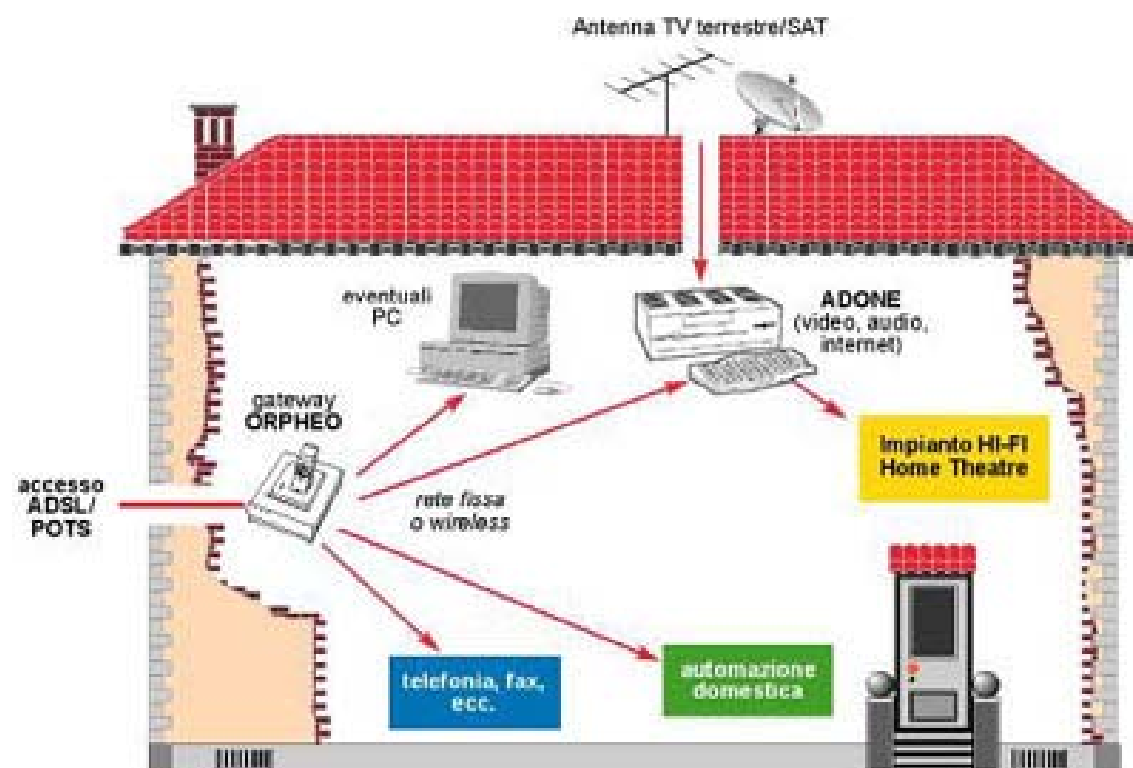 Antenna TV terrestre/SAT
eventuali
PC
ADONE
(video, audio,
internet)
gateway
ORPHEO
Impianto HI-FI
Home Theatre
accesso
ADSL/
POTS
rete fissa
o wireless
telefonia, fax,
ecc.
automazione
domestica